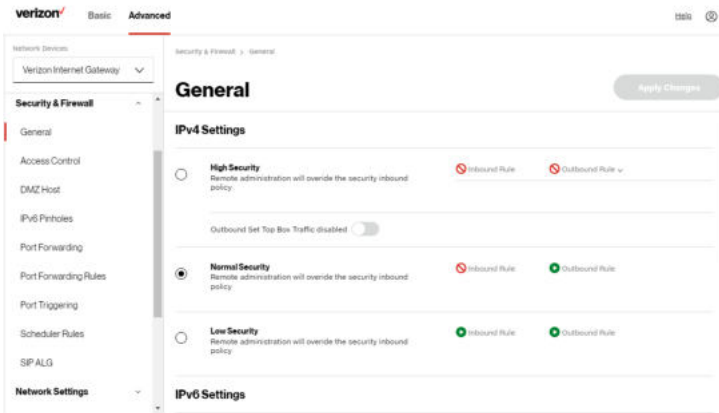 verizon
Basic
Advanced
Help
Network Devices
Verizon Internet Gateway
Security & Firewall
General
Access Control
DMZ Host
IPv6 Pinholes
Port Forwarding
Port Forwarding Rules
Port Triggering
Scheduler Rules
SIP ALG
Network Settings
Security & Firewall > General
General
Apply Changes
IPv4 Settings
High Security
Remote administration will overide the security inbound
policy
Inbound Rule
Outbound Rule
Outbound Set Top Box Traffic disabled
Normal Security
Remote administration will overide the security inbound
policy
Inbound Rule
Outbound Rule
Low Security
Remote administration will overide the security inbound
policy
Inbound Rule
Outbound Rule
IPv6 Settings